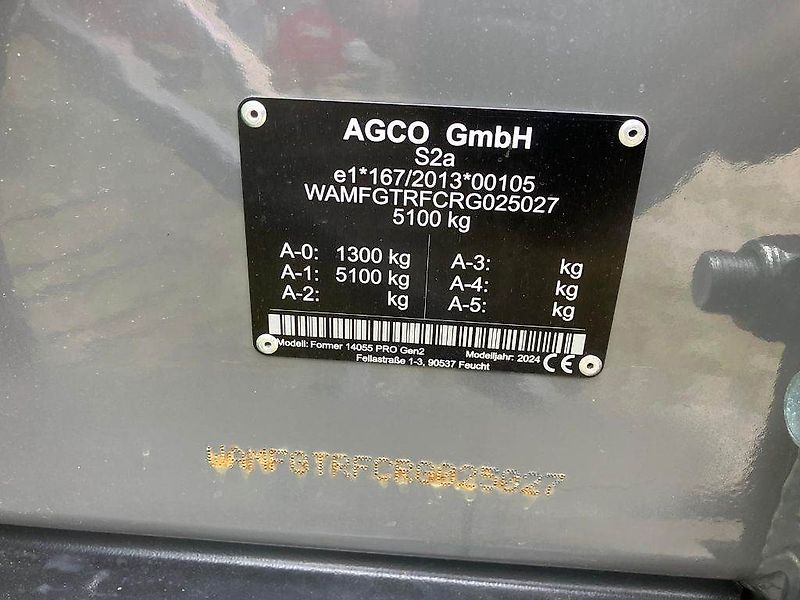 AGCO GmbH
S2a
e1*167/2013*00105
WAMFGTRFCRG025027
5100 kg
A-0: 1300 kg
A-1: 5100 kg
A-2: kg
A-3: kg
A-4: kg
A-5: kg
Modell: Former 14055 PRO Gen2 Modelljahr: 2024 CE
Fellastraße 1-3, 90537 Feucht
WAMFGTRFCRG025027